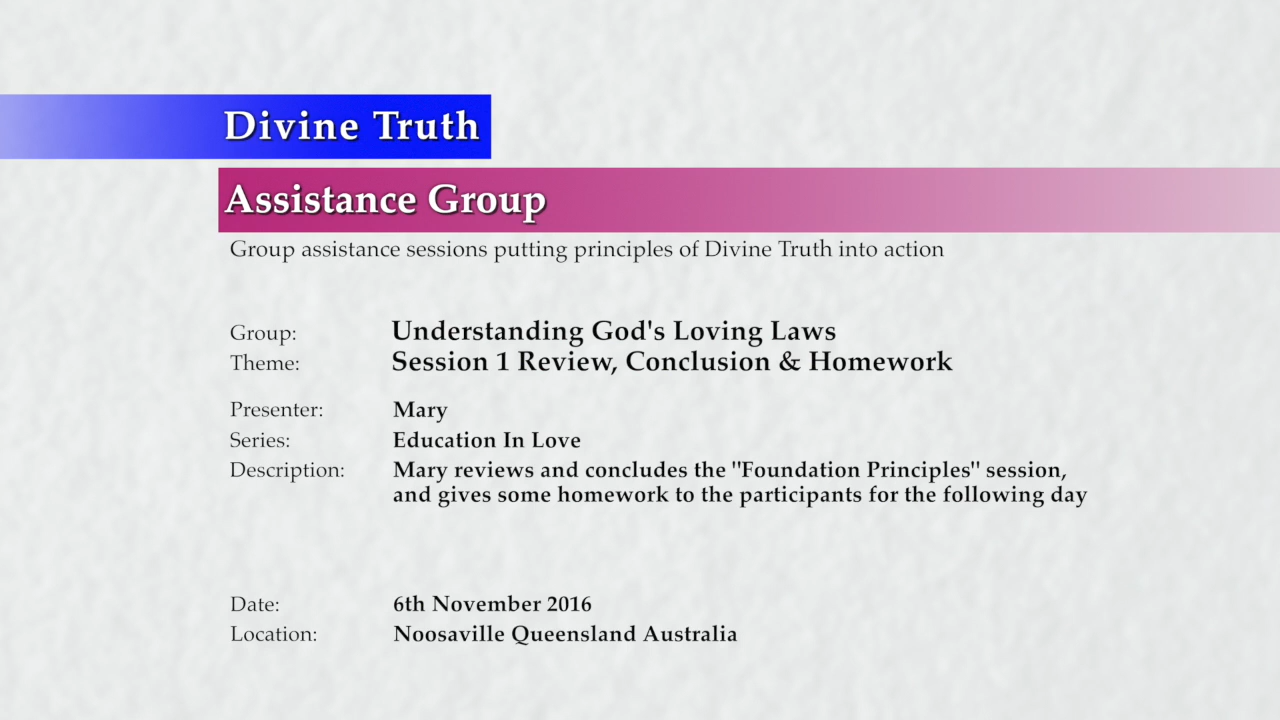 Divine Truth
Assistance Group
Group assistance sessions putting principles of Divine Truth into action
Group: Understanding God's Loving Laws
Theme: Session 1 Review, Conclusion & Homework
Presenter: Mary
Series: Education In Love
Description: Mary reviews and concludes the "Foundation Principles" session,
and gives some homework to the participants for the following day
Date: 6th November 2016
Location: Noosaville Queensland Australia